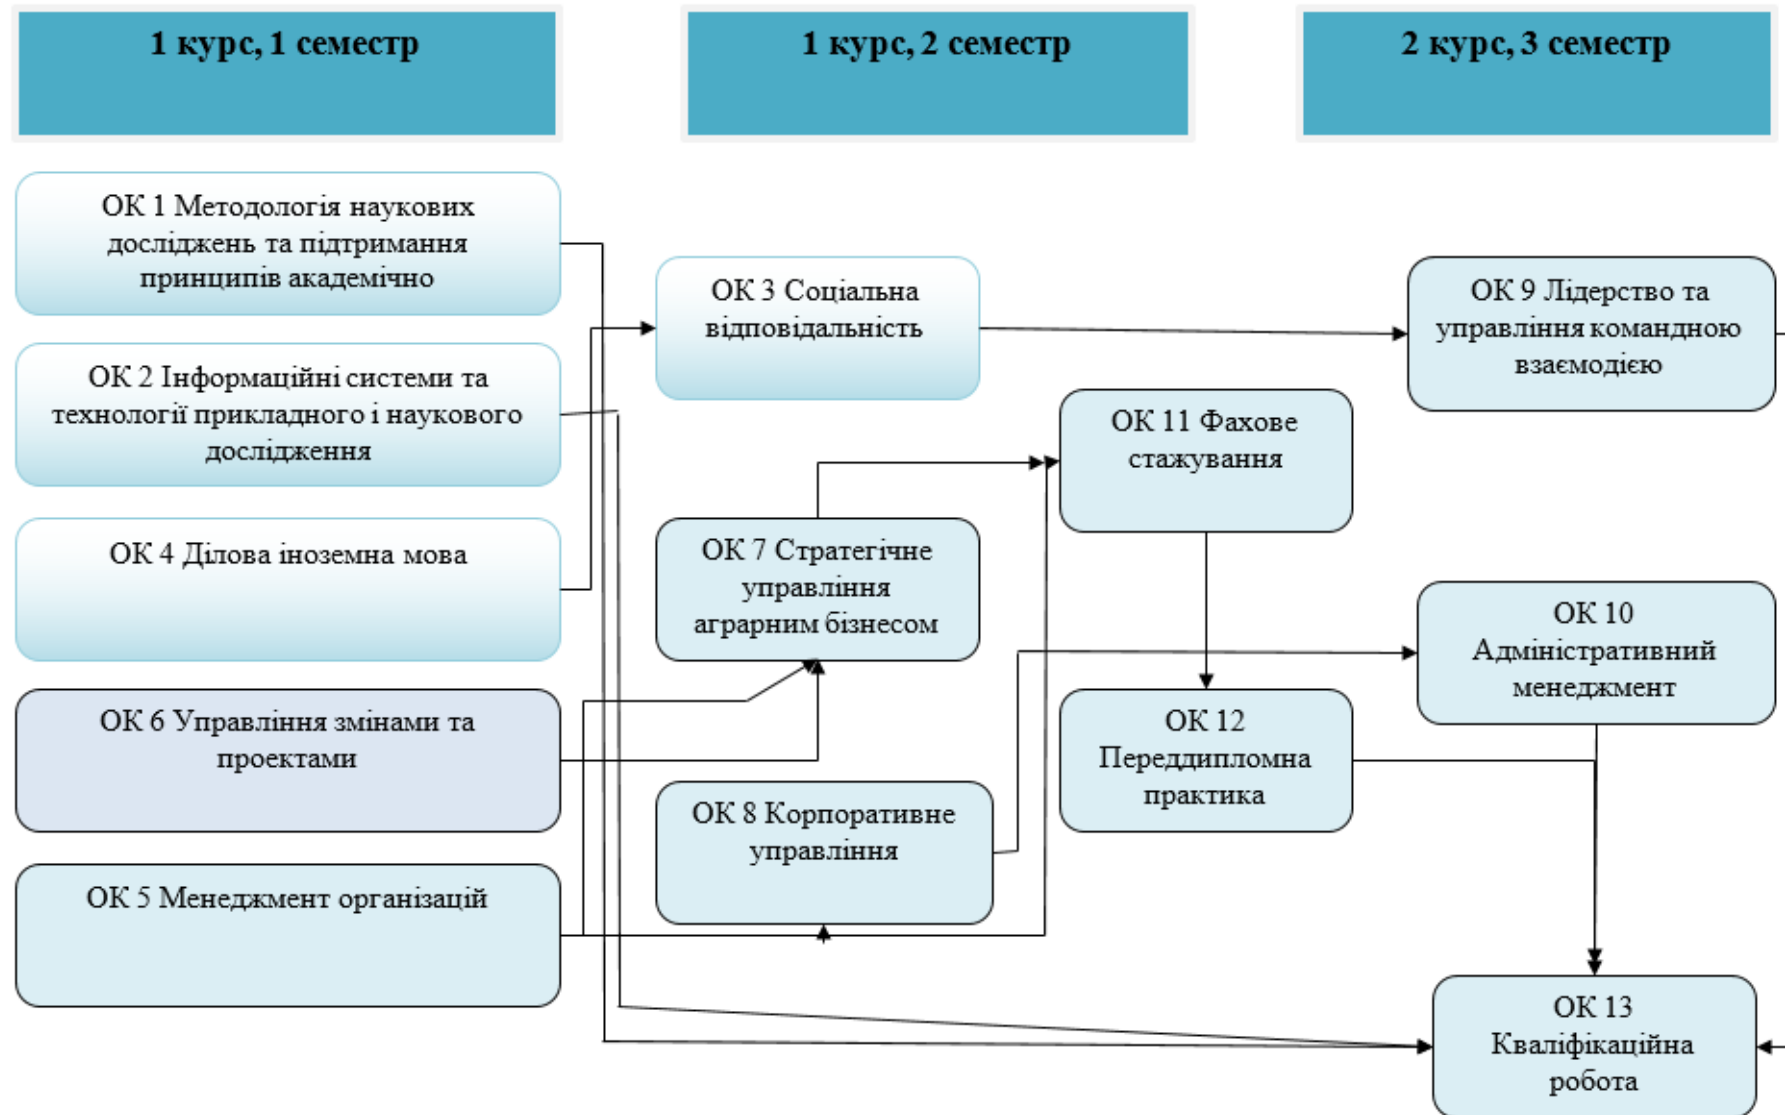 1 курс, 1 семестр
1 курс, 2 семестр
2 курс, 3 семестр
ОК 1 Методологія наукових
досліджень та підтримання
принципів академічно
ОК 2 Інформаційні системи та
технології прикладного і наукового
дослідження
ОК 4 Ділова іноземна мова
ОК 6 Управління змінами та
проектами
ОК 5 Менеджмент організацій
ОК 3 Соціальна
відповідальність
ОК 7 Стратегічне
управління
аграрним бізнесом
ОК 8 Корпоративне
управління
ОК 11 Фахове
стажування
ОК 12
Переддипломна
практика
ОК 9 Лідерство та
управління командною
взаємодією
ОК 10
Адміністративний
менеджмент
ОК 13
Кваліфікаційна
робота